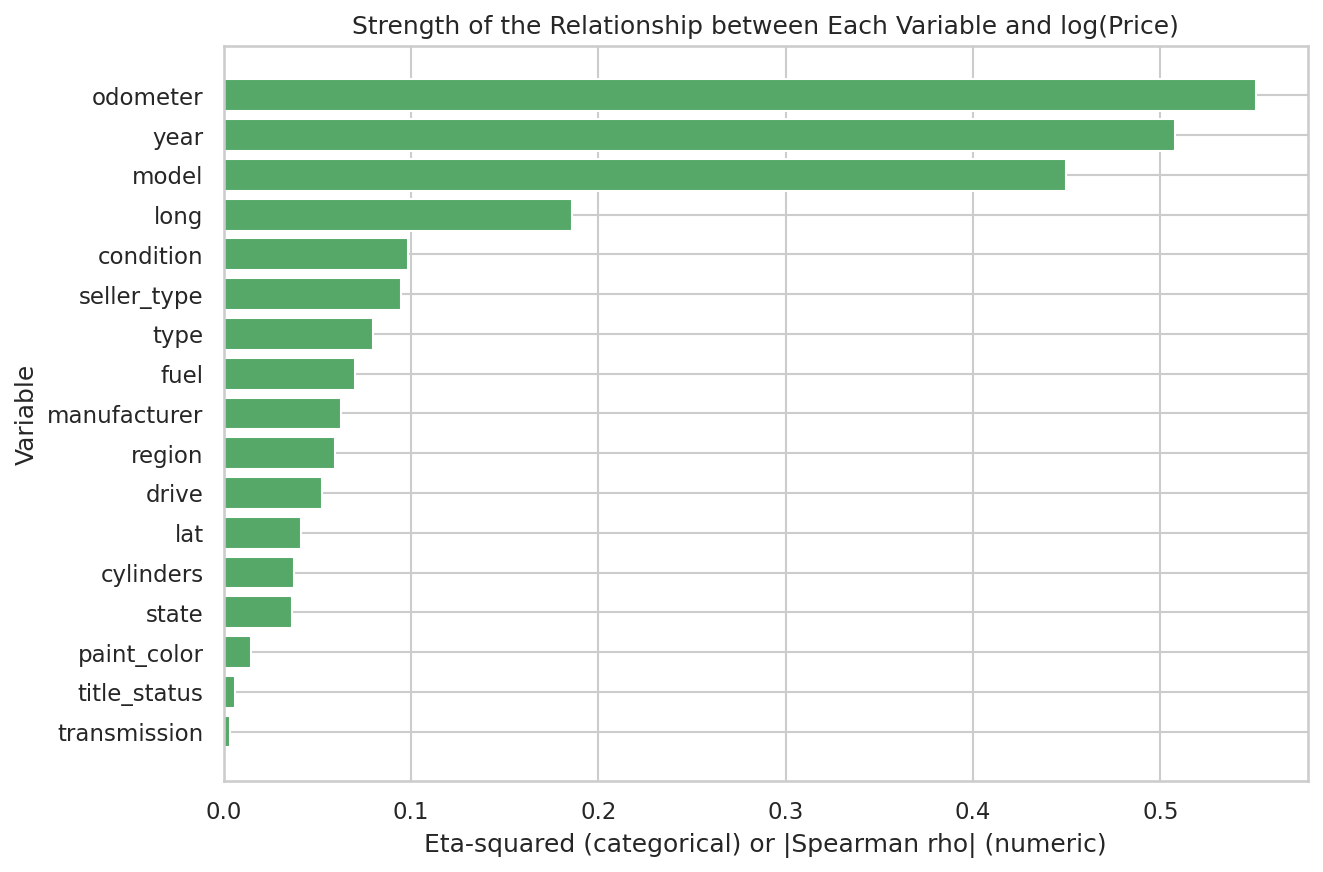 Strength of the Relationship between Each Variable and log(Price)
Variable
odometer
year
model
long
condition
seller_type
type
fuel
manufacturer
region
drive
lat
cylinders
state
paint_color
title_status
transmission
0.0 0.1 0.2 0.3 0.4 0.5
Eta-squared (categorical) or |Spearman rho| (numeric)